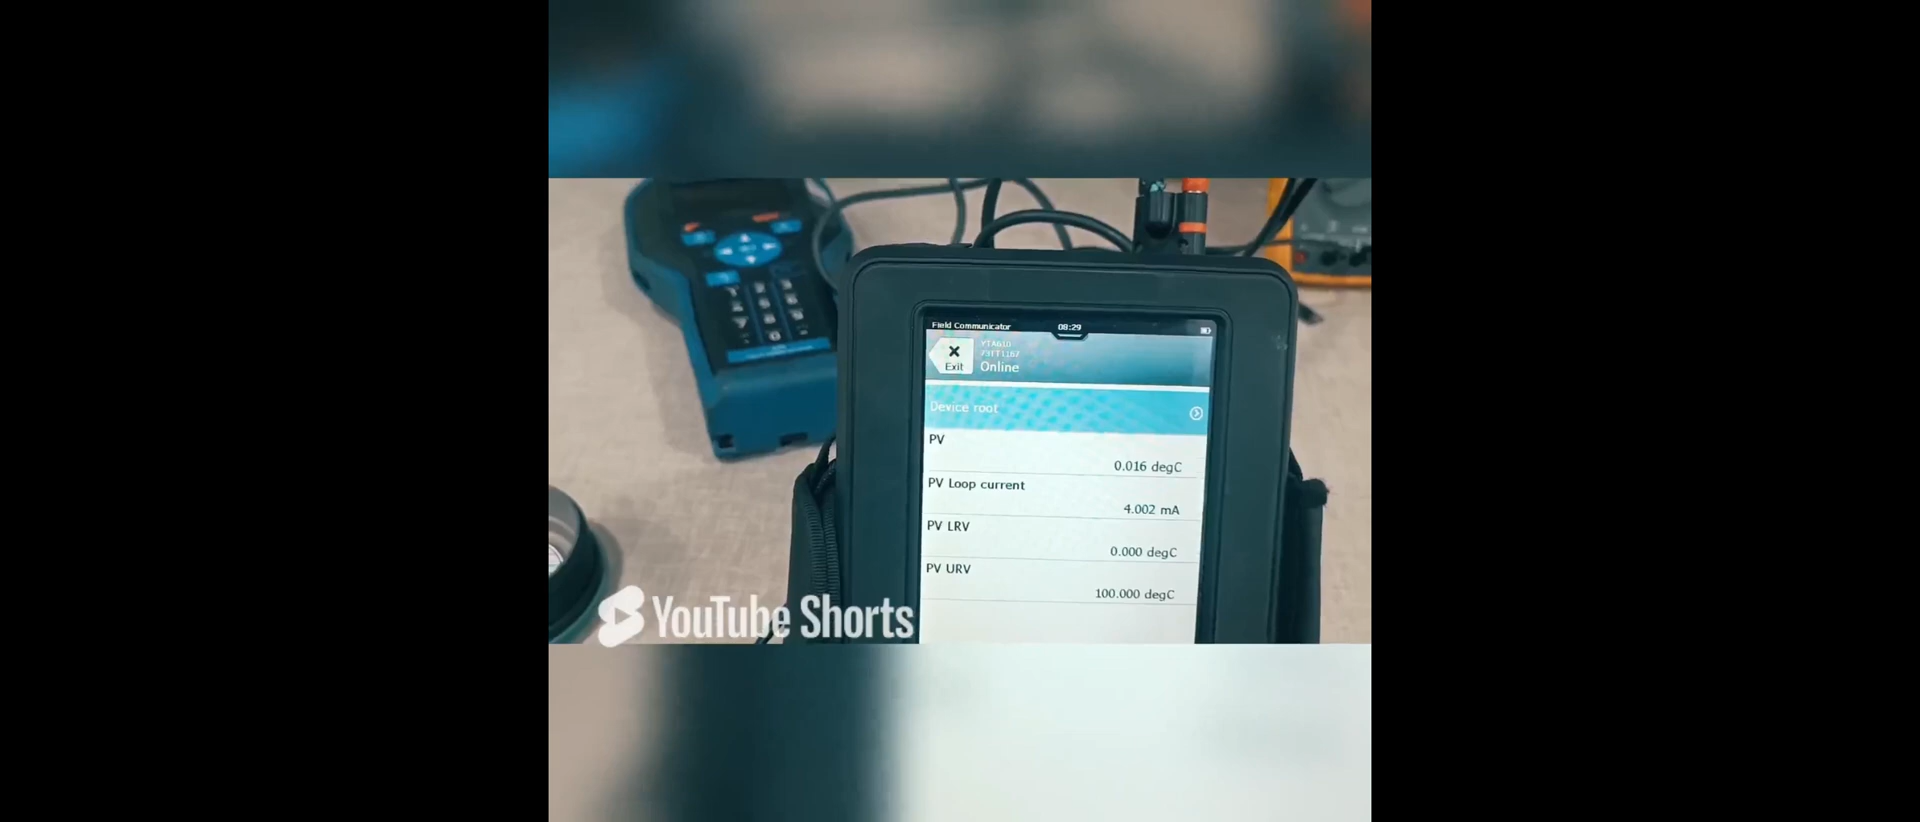 Field Communicator
08:29
YTA610
Exit
Online
Device root
PV
0.016 degC
PV Loop current
4.002 mA
PV LRV
0.000 degC
PV URV
100.000 degC
YouTube Shorts